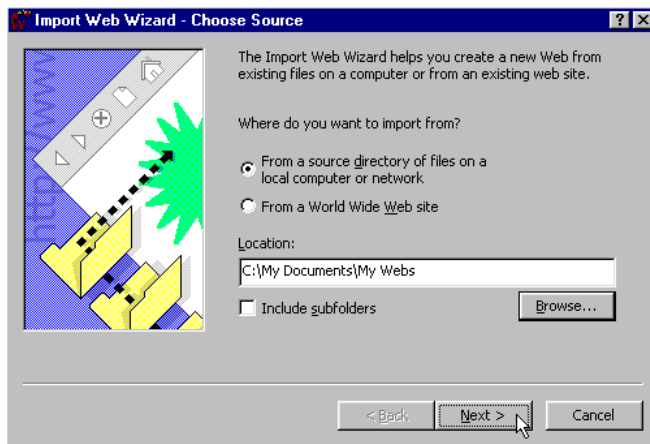 Import Web Wizard - Choose Source
http://www
The Import Web Wizard helps you create a new Web from
existing files on a computer or from an existing web site.
Where do you want to import from?
From a source directory of files on a
local computer or network
From a World Wide Web site
Location:
C:\My Documents\My Webs
Include subfolders
Browse...
< Back
Next >
Cancel